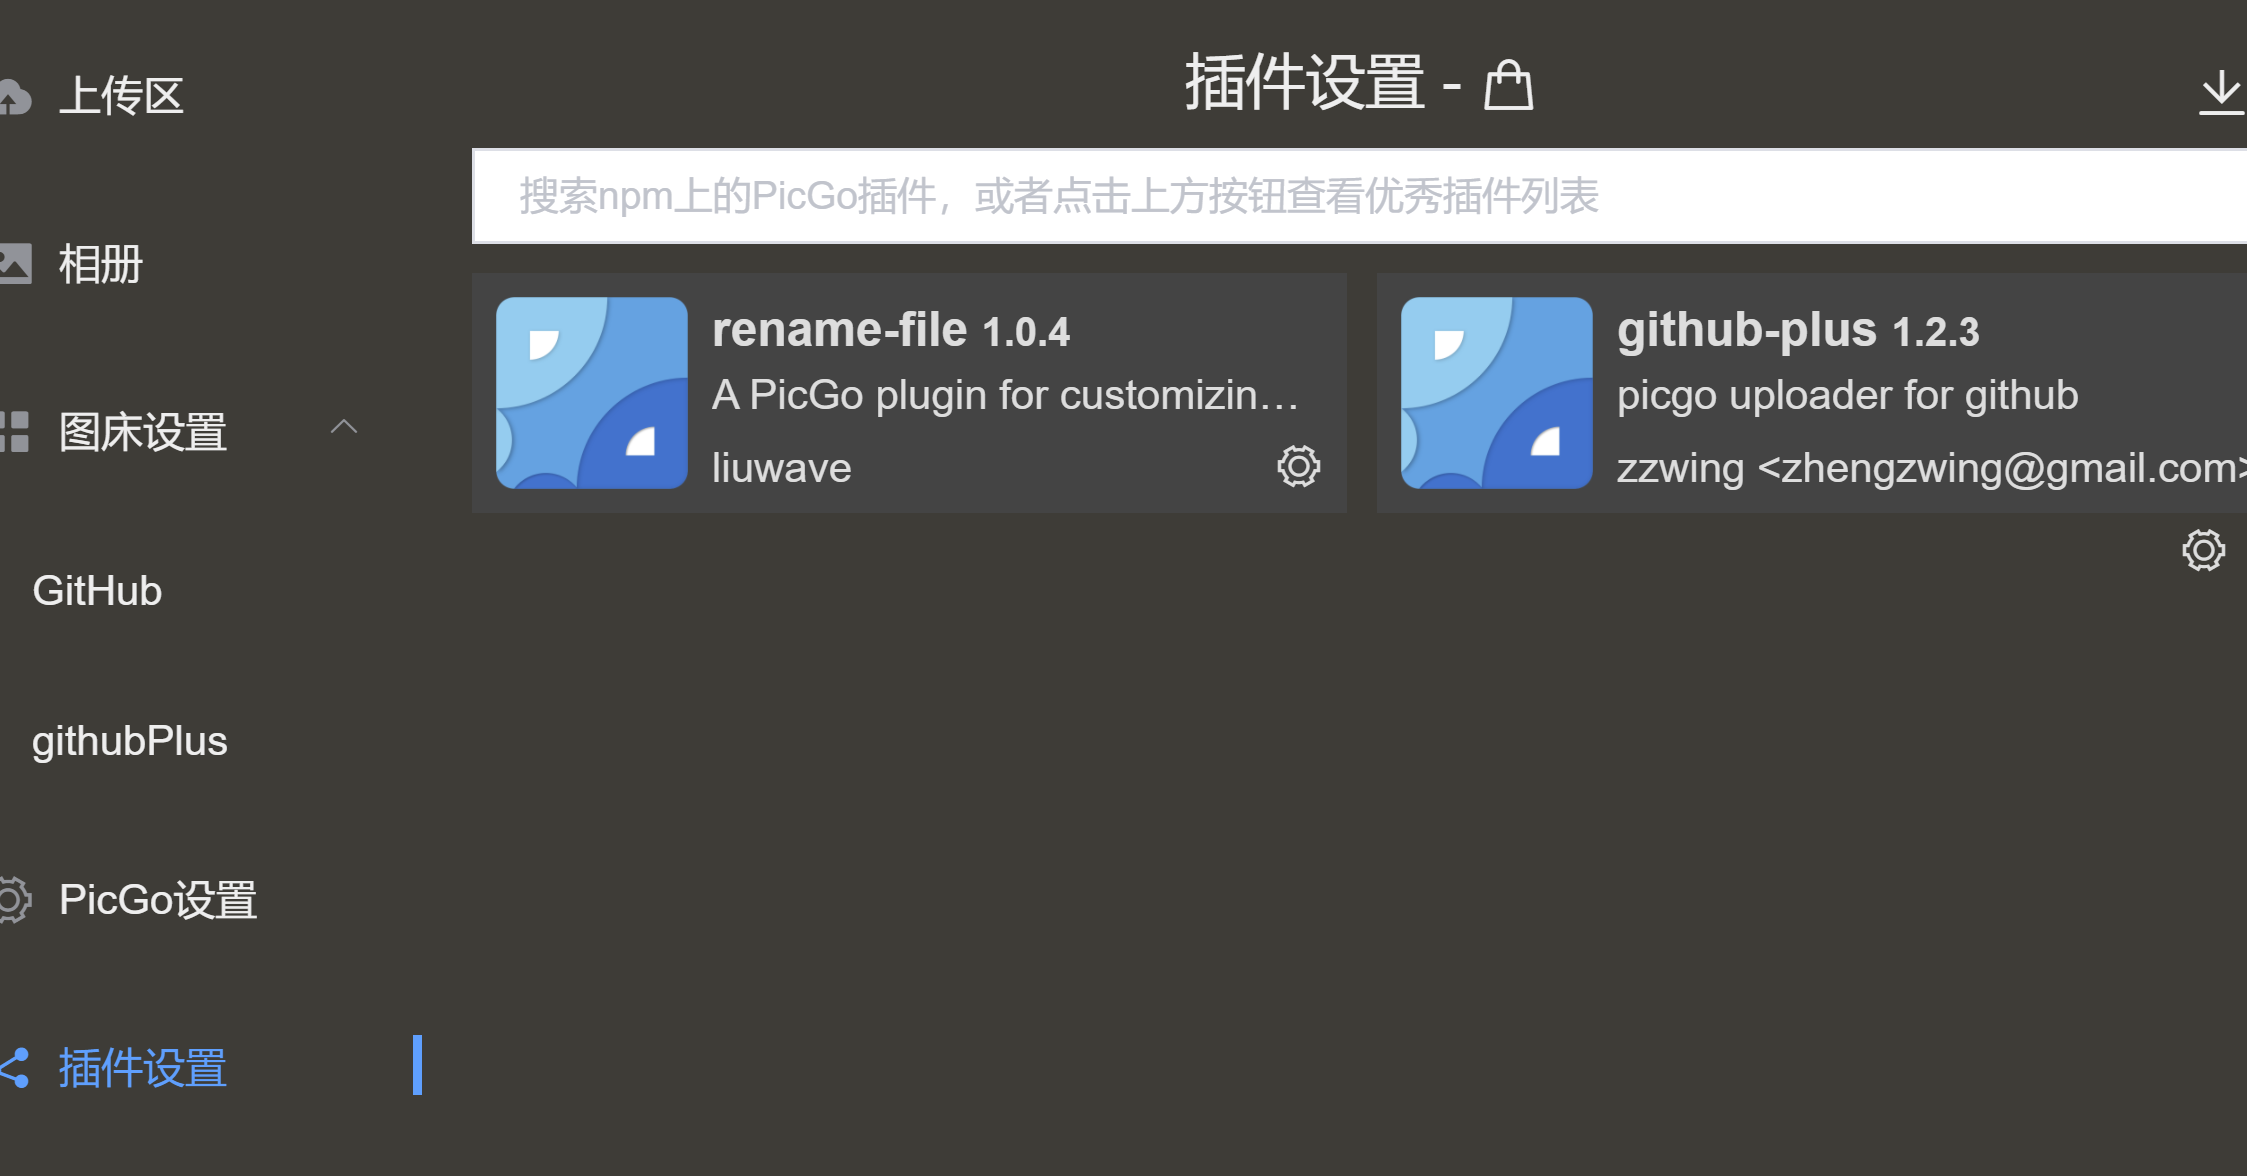 上传区
相册
图床设置
GitHub
githubPlus
PicGo设置
插件设置
插件设置 -
搜索npm上的PicGo插件，或者点击上方按钮查看优秀插件列表
rename-file 1.0.4
A PicGo plugin for customizin…
liuwave
github-plus 1.2.3
picgo uploader for github
zzwing <zhengzwing@gmail.com>